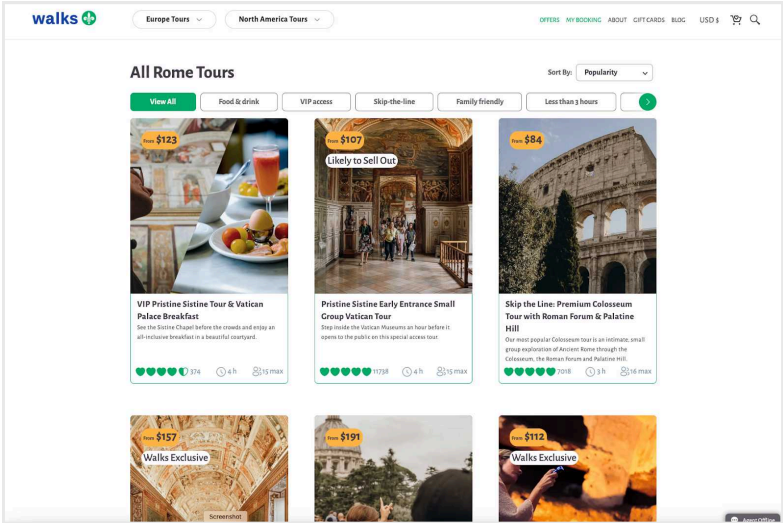 walks
Europe Tours
North America Tours
OFFERS MY BOOKING ABOUT GIFT CARDS BLOG USD $
All Rome Tours
Sort By: Popularity
View All
Food & drink
VIP access
Skip-the-line
Family friendly
Less than 3 hours
From $123
From $107
Likely to Sell Out
From $84
VIP Pristine Sistine Tour & Vatican
Palace Breakfast
See the Sistine Chapel before the crowds and enjoy an
all-inclusive breakfast in a beautiful courtyard.
374 4 h 15 max
Pristine Sistine Early Entrance Small
Group Vatican Tour
Step inside the Vatican Museums an hour before it
opens to the public on this special access tour.
11738 4 h 15 max
Skip the Line: Premium Colosseum
Tour with Roman Forum & Palatine
Hill
Our most popular Colosseum tour is an intimate, small
group exploration of Ancient Rome through the
Colosseum, the Roman Forum and Palatine Hill.
7018 3 h 16 max
From $157
Walks Exclusive
From $191
From $112
Walks Exclusive
Screenshot
Agent Offline